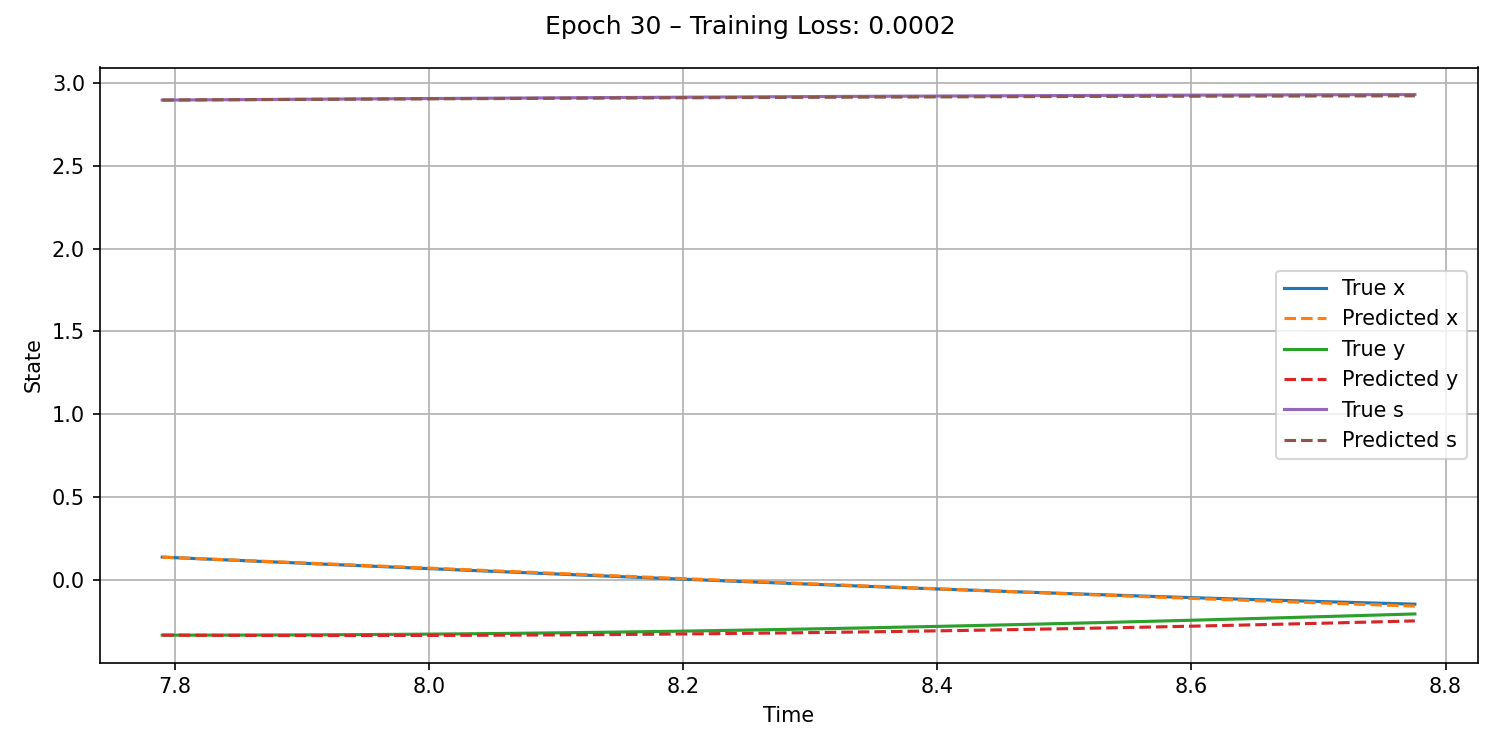 Epoch 30 – Training Loss: 0.0002
3.0
2.5
2.0
1.5
1.0
0.5
0.0
State
True x
Predicted x
True y
Predicted y
True s
Predicted s
7.8 8.0 8.2 8.4 8.6 8.8
Time